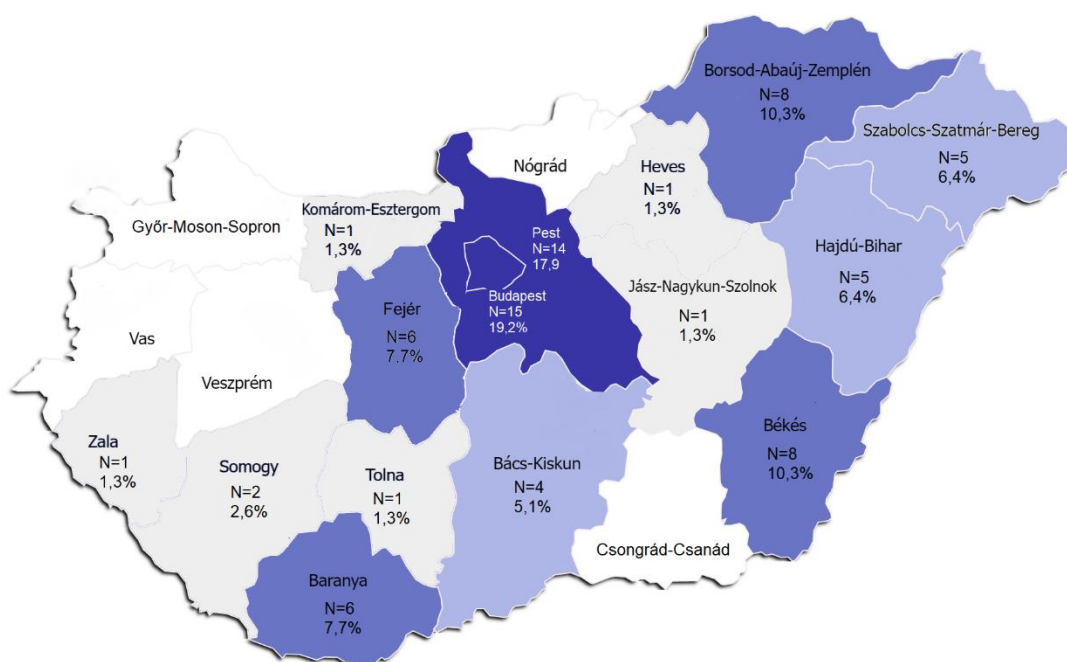 Borsod-Abaúj-Zemplén
N=8
10,3%
Szabolcs-Szatmár-Bereg
N=5
6,4%
Nógrád
Heves
N=1
1,3%
Komárom-Esztergom
N=1
1,3%
Győr-Moson-Sopron
Pest
N=14
17,9
Hajdú-Bihar
N=5
6,4%
Budapest
N=15
19,2%
Jász-Nagykun-Szolnok
N=1
1,3%
Fejér
N=6
7,7%
Vas
Veszprém
Zala
N=1
1,3%
Somogy
N=2
2,6%
Tolna
N=1
1,3%
Bács-Kiskun
N=4
5,1%
Békés
N=8
10,3%
Csongrád-Csanád
Baranya
N=6
7,7%